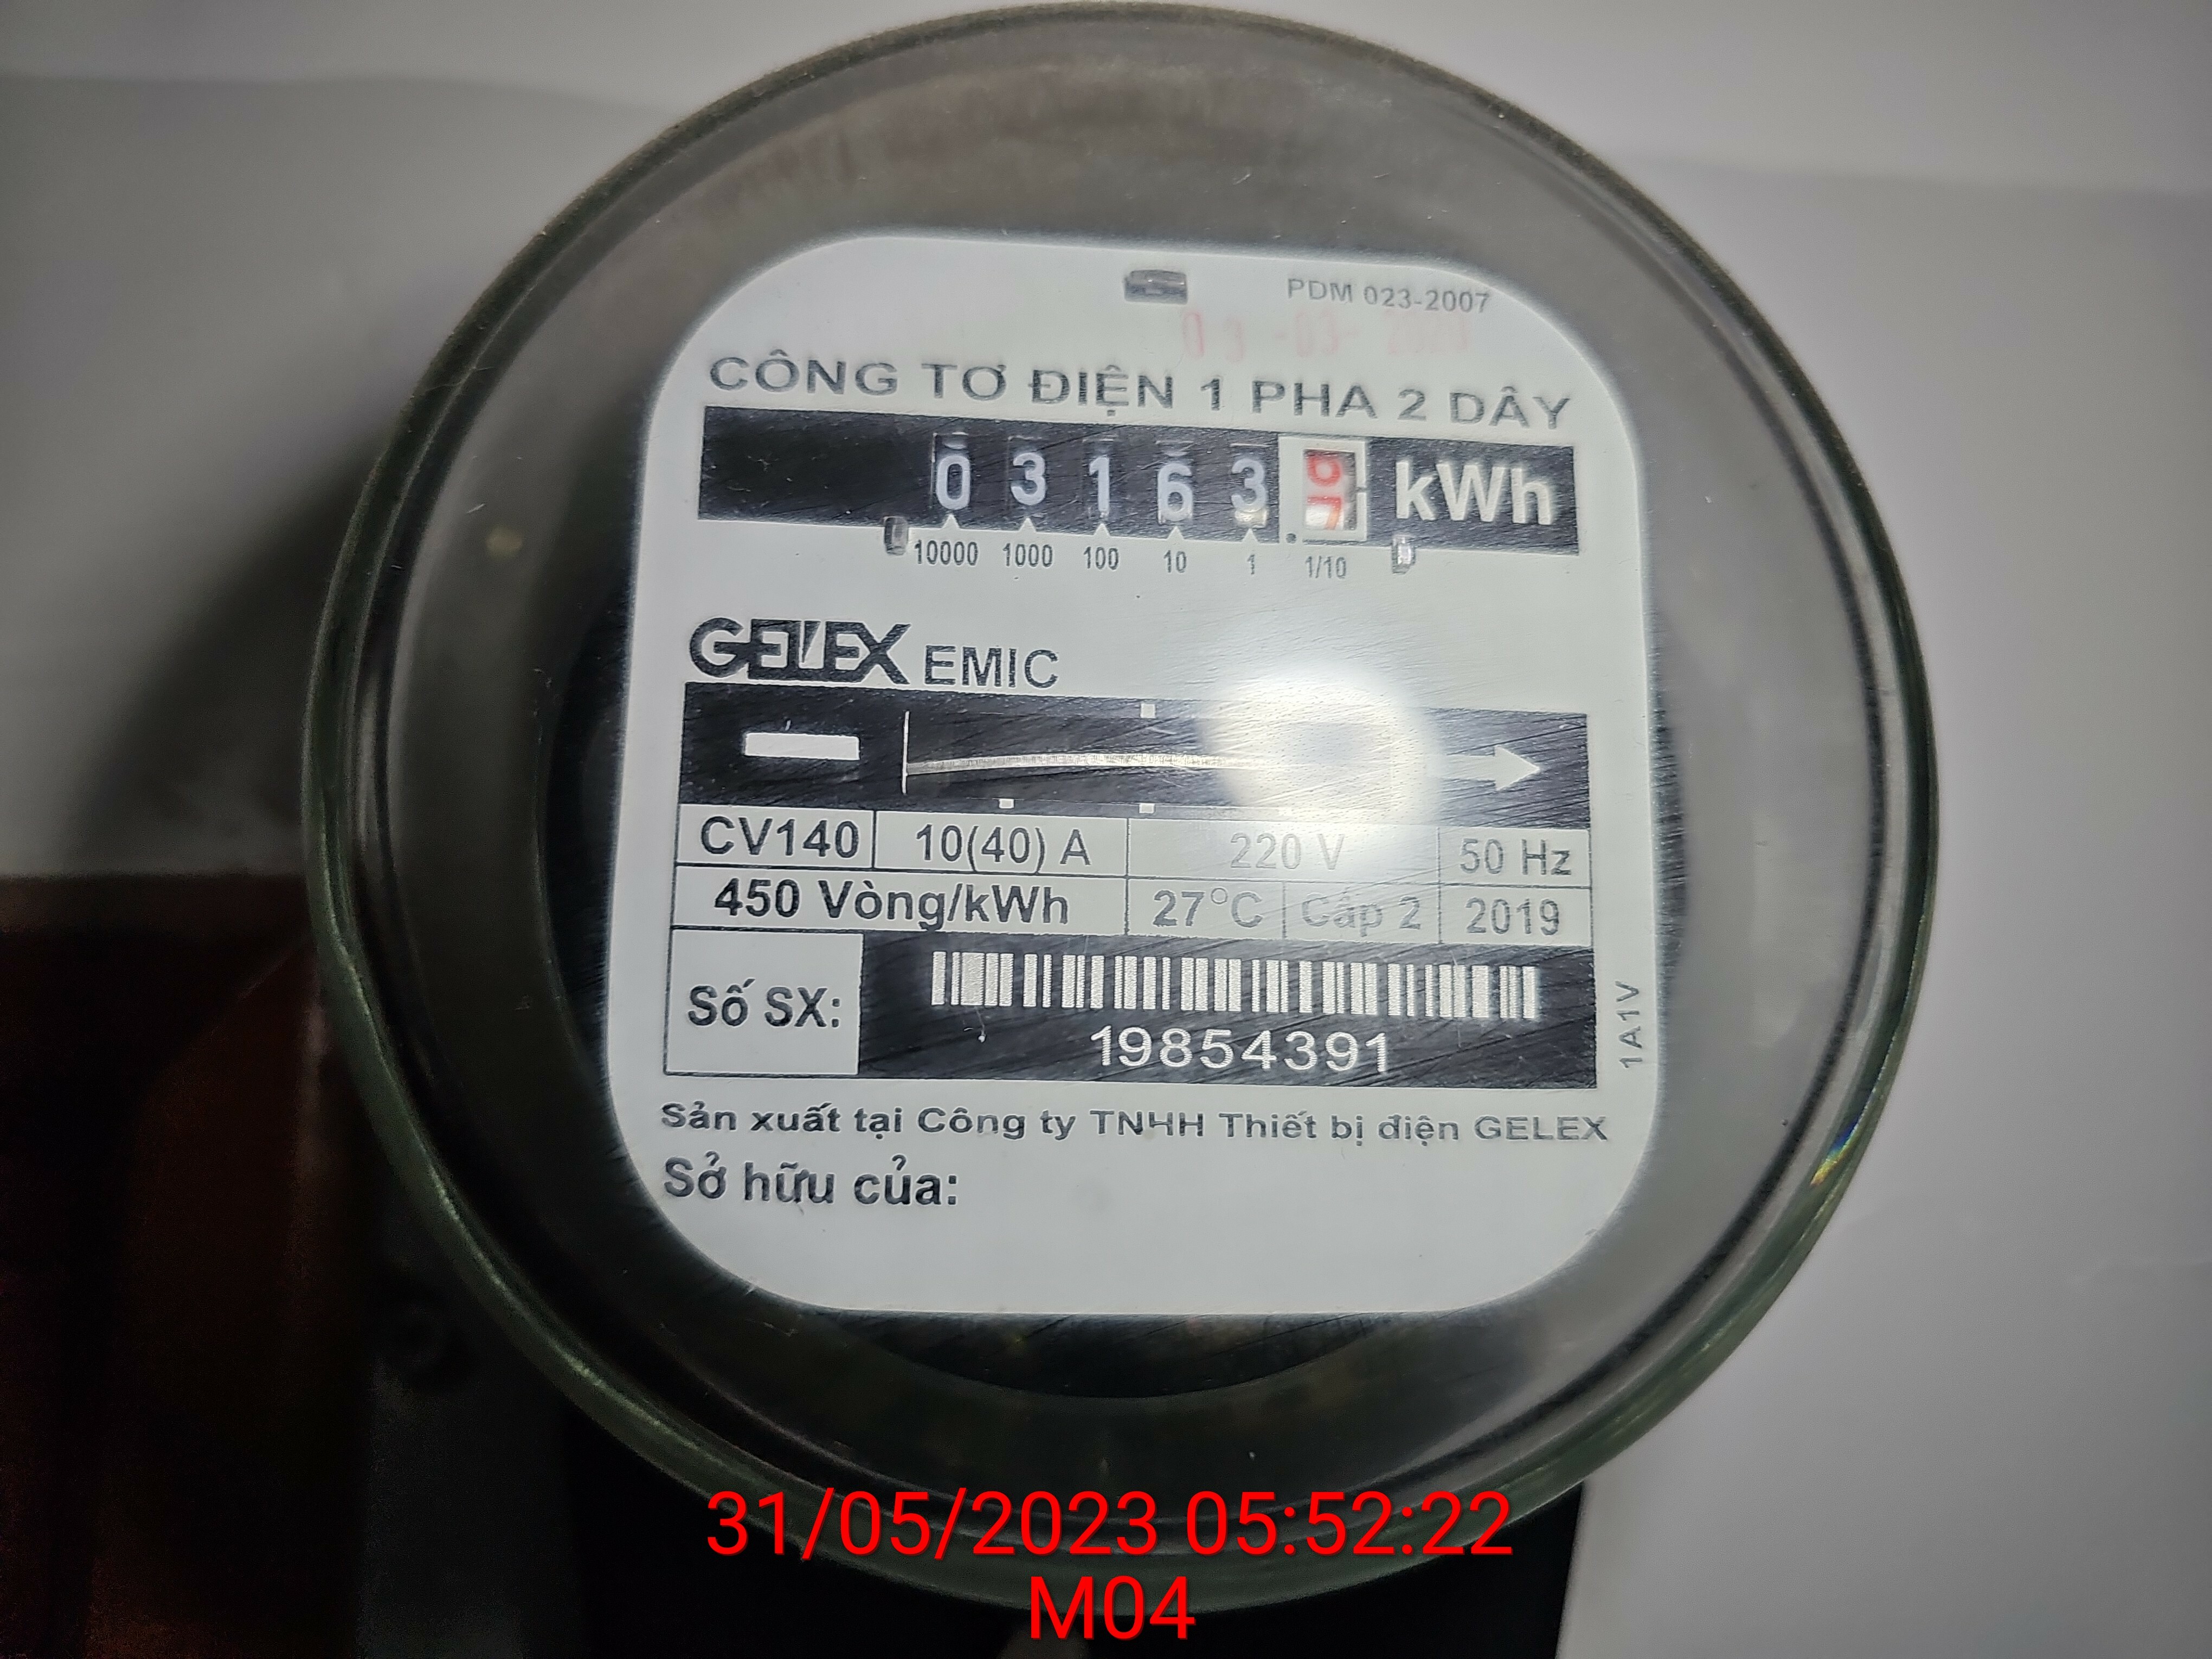 PDM 023-2007
03 -03- 2020
CÔNG TƠ ĐIỆN 1 PHA 2 DÂY
0 3 1 6 3 kWh
10000 1000 100 10 1 1/10
GELEX EMIC
CV140 10(40) A 220 V 50 Hz
450 Vòng/kWh 27°C Cấp 2 2019
Số SX:
19854391
1A1V
Sản xuất tại Công ty TNHH Thiết bị điện GELEX
Sở hữu của:
31/05/2023 05:52:22
M04